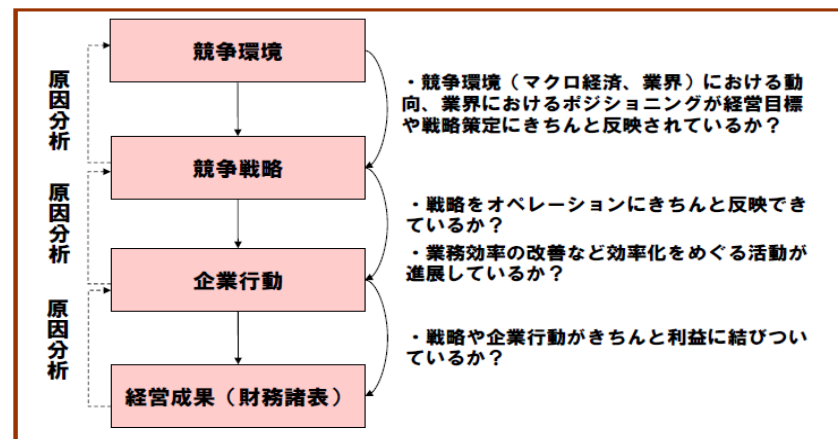 競争環境
・競争環境（マクロ経済、業界）における動
向、業界におけるポジショニングが経営目標
や戦略策定にきちんと反映されているか？
原因分析
競争戦略
・戦略をオペレーションにきちんと反映でき
ているか？
・業務効率の改善など効率化をめぐる活動が
進展しているか？
原因分析
企業行動
・戦略や企業行動がきちんと利益に結びつい
ているか？
原因分析
経営成果（財務諸表）